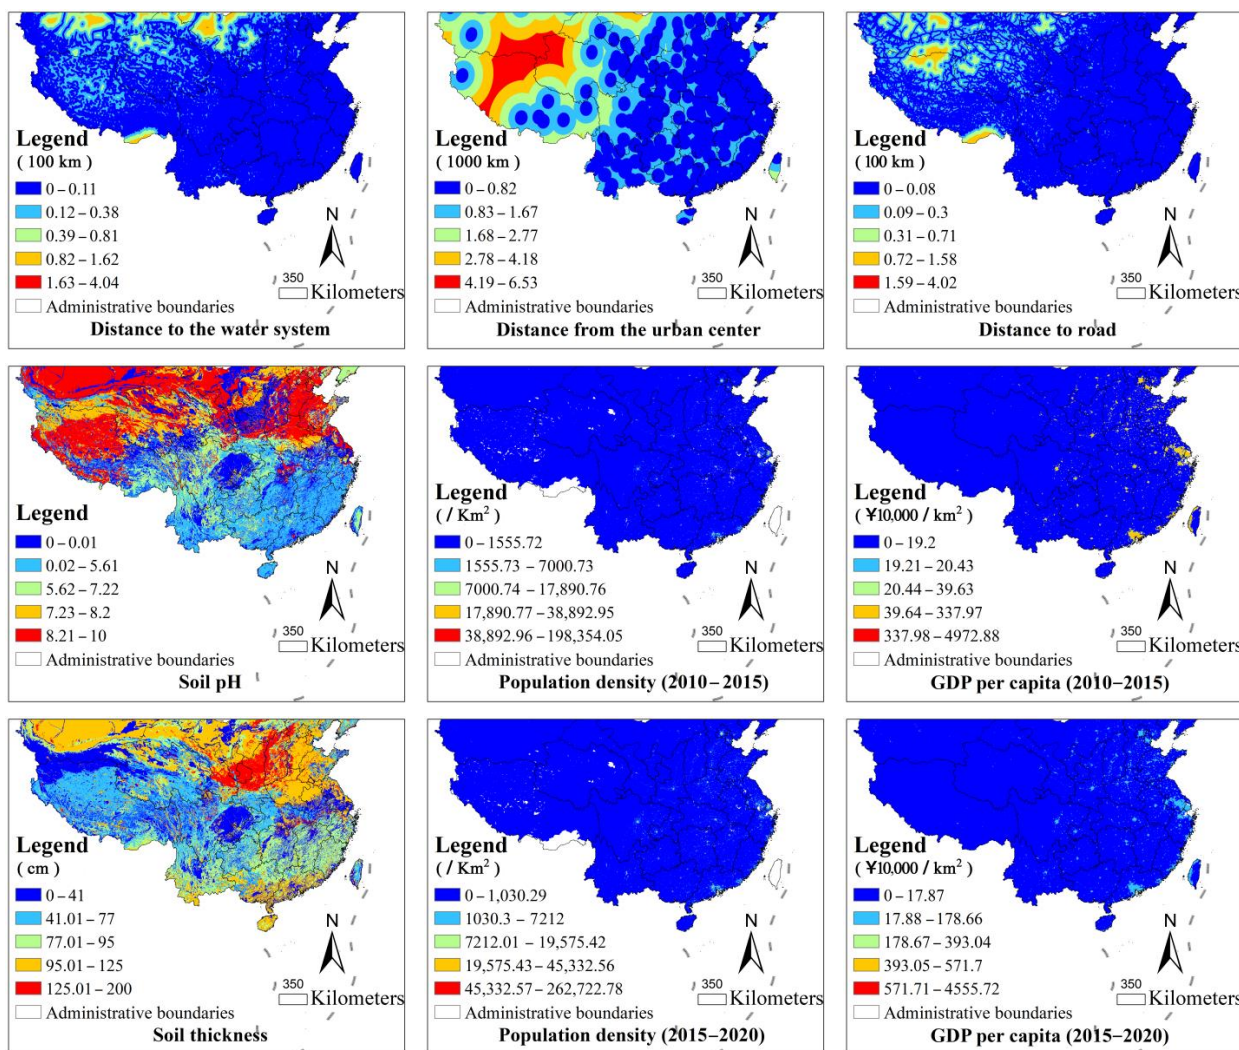 Legend
( 100 km )
0 – 0.11
0.12 – 0.38
0.39 – 0.81
0.82 – 1.62
1.63 – 4.04
Administrative boundaries
N
350
Kilometers
Distance to the water system
Legend
( 1000 km )
0 – 0.82
0.83 – 1.67
1.68 – 2.77
2.78 – 4.18
4.19 – 6.53
Administrative boundaries
N
350
Kilometers
Distance from the urban center
Legend
( 100 km )
0 – 0.08
0.09 – 0.3
0.31 – 0.71
0.72 – 1.58
1.59 – 4.02
Administrative boundaries
N
350
Kilometers
Distance to road
Legend
0 – 0.01
0.02 – 5.61
5.62 – 7.22
7.23 – 8.2
8.21 – 10
Administrative boundaries
N
350
Kilometers
Soil pH
Legend
( / Km²)
0 – 1555.72
1555.73 – 7000.73
7000.74 – 17,890.76
17,890.77 – 38,892.95
38,892.96 – 198,354.05
Administrative boundaries
N
350
Kilometers
Population density (2010–2015)
Legend
(¥10,000 / km²)
0 – 19.2
19.21 – 20.43
20.44 – 39.63
39.64 – 337.97
337.98 – 4972.88
Administrative boundaries
N
350
Kilometers
GDP per capita (2010–2015)
Legend
( cm )
0 – 41
41.01 – 77
77.01 – 95
95.01 – 125
125.01 – 200
Administrative boundaries
N
350
Kilometers
Soil thickness
Legend
( / Km²)
0 – 1,030.29
1030.3 – 7212
7212.01 – 19,575.42
19,575.43 – 45,332.56
45,332.57 – 262,722.78
Administrative boundaries
N
350
Kilometers
Population density (2015–2020)
Legend
(¥10,000 / km²)
0 – 17.87
17.88 – 178.66
178.67 – 393.04
393.05 – 571.7
571.71 – 4555.72
Administrative boundaries
N
350
Kilometers
GDP per capita (2015–2020)